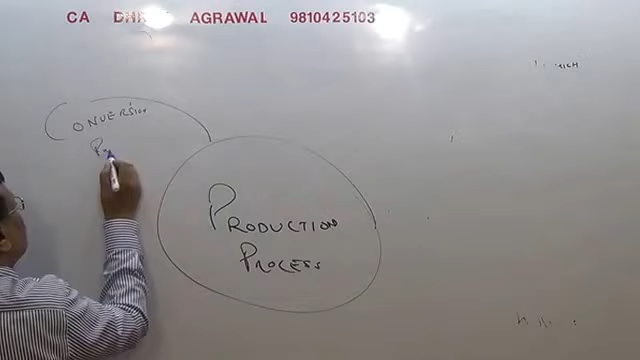 AGRAWAL 9810425103
CA
CONVERSION
PRODUCTION
PROCESS